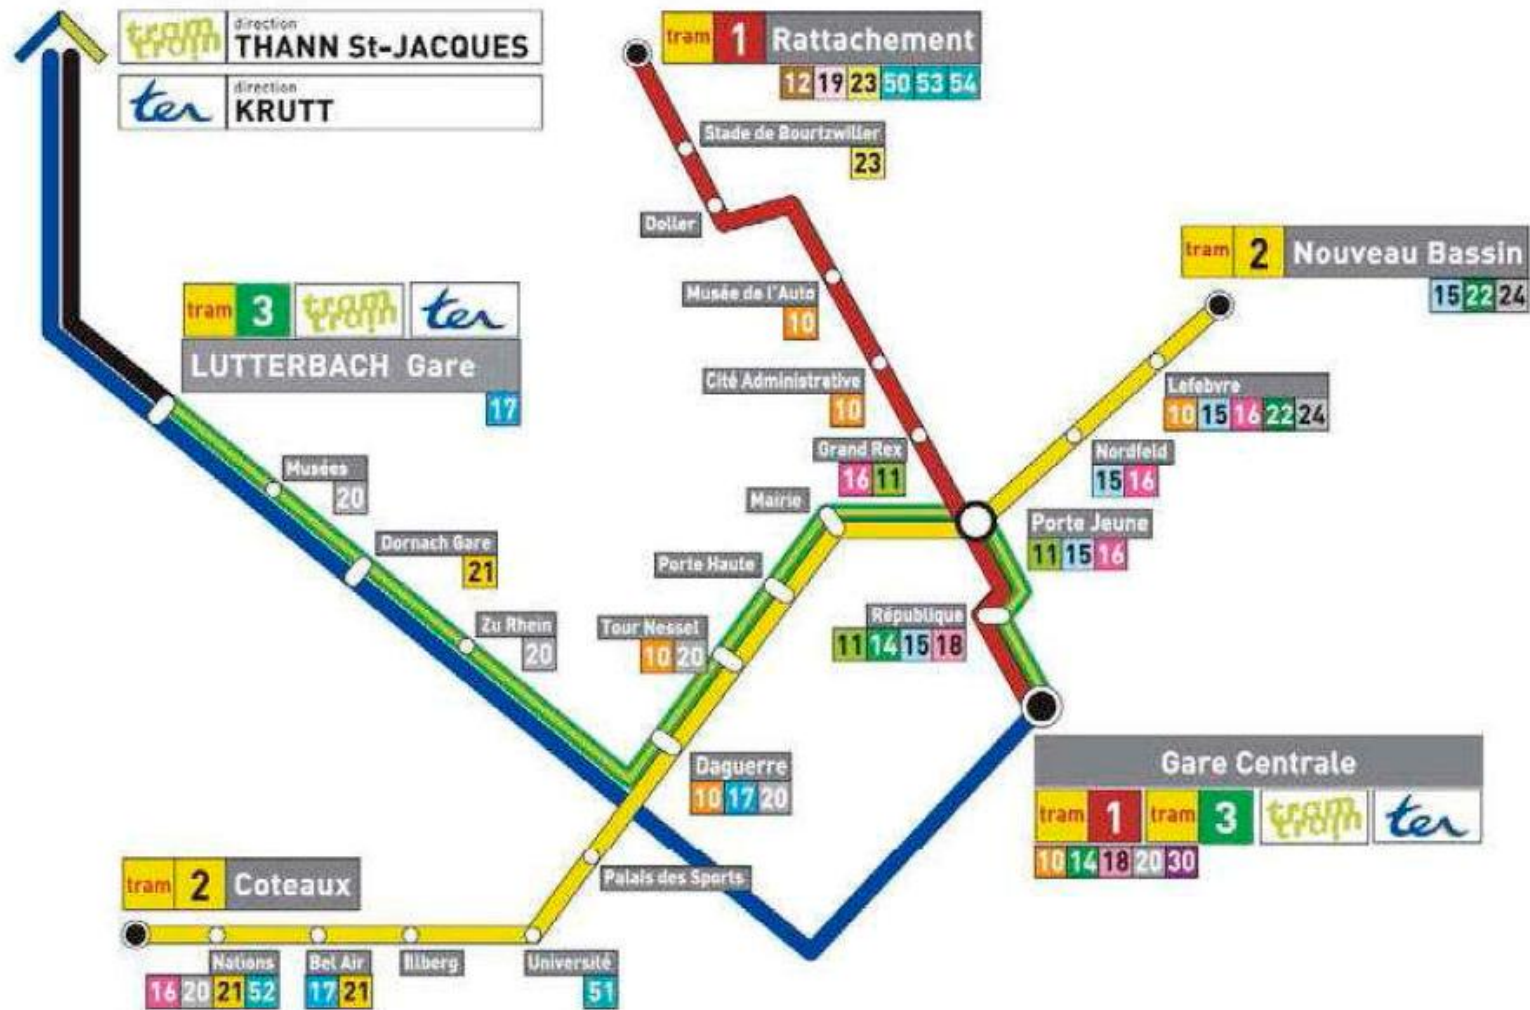 tram train direction THANN St-JACQUES
ter direction KRUTT
tram 1 Rattachement
12 19 23 50 53 54
Stade de Bourtzwiller
23
Doller
tram 2 Nouveau Bassin
15 22 24
Musée de l'Auto
10
tram 3 tram train ter
LUTTERBACH Gare
17
Cité Administrative
10
Lefebvre
10 15 16 22 24
Grand Rex
16 11
Nordfeld
15 16
Musées
20
Mairie
Porte Jeune
11 15 16
Dornach Gare
21
Porte Haute
République
11 14 15 18
Zu Rhein
20
Tour Nessel
10 20
Daguerre
10 17 20
Gare Centrale
tram 1 tram 3 tram train ter
10 14 18 20 30
tram 2 Coteaux
Palais des Sports
Nations
16 20 21 52
Bel Air
17 21
Illberg
Université
51